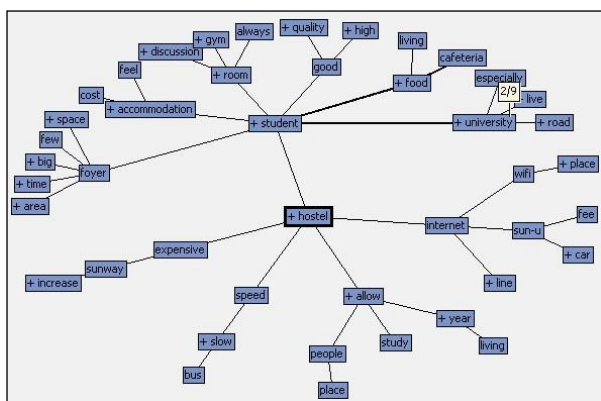 + quality
+ high
always
+ gym
+ discussion
living
cafeteria
feel
+ room
good
+ food
especially
2/9
live
cost
+ accommodation
+ space
+ student
+ university
+ road
few
+ big
foyer
+ time
+ area
wifi
+ place
+ hostel
internet
fee
sun-u
expensive
+ car
sunway
+ increase
+ line
speed
+ allow
+ year
+ slow
people
study
living
bus
place